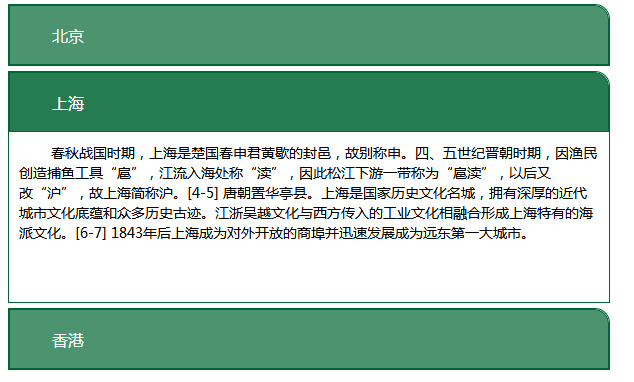 北京
上海
春秋战国时期，上海是楚国春申君黄歇的封邑，故别称申。四、五世纪晋朝时期，因渔民
创造捕鱼工具“扈”，江流入海处称“渎”，因此松江下游一带称为“扈渎”，以后又
改“沪”，故上海简称沪。[4-5] 唐朝置华亭县。上海是国家历史文化名城，拥有深厚的近代
城市文化底蕴和众多历史古迹。江浙吴越文化与西方传入的工业文化相融合形成上海特有的海
派文化。[6-7] 1843年后上海成为对外开放的商埠并迅速发展成为远东第一大城市。
香港